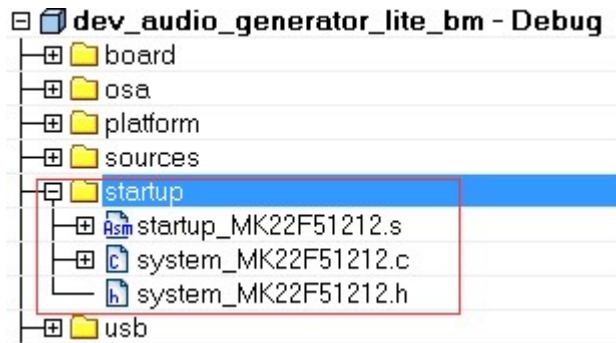 dev_audio_generator_lite_bm - Debug
board
osa
platform
sources
startup
Asm startup_MK22F51212.s
c system_MK22F51212.c
h system_MK22F51212.h
usb